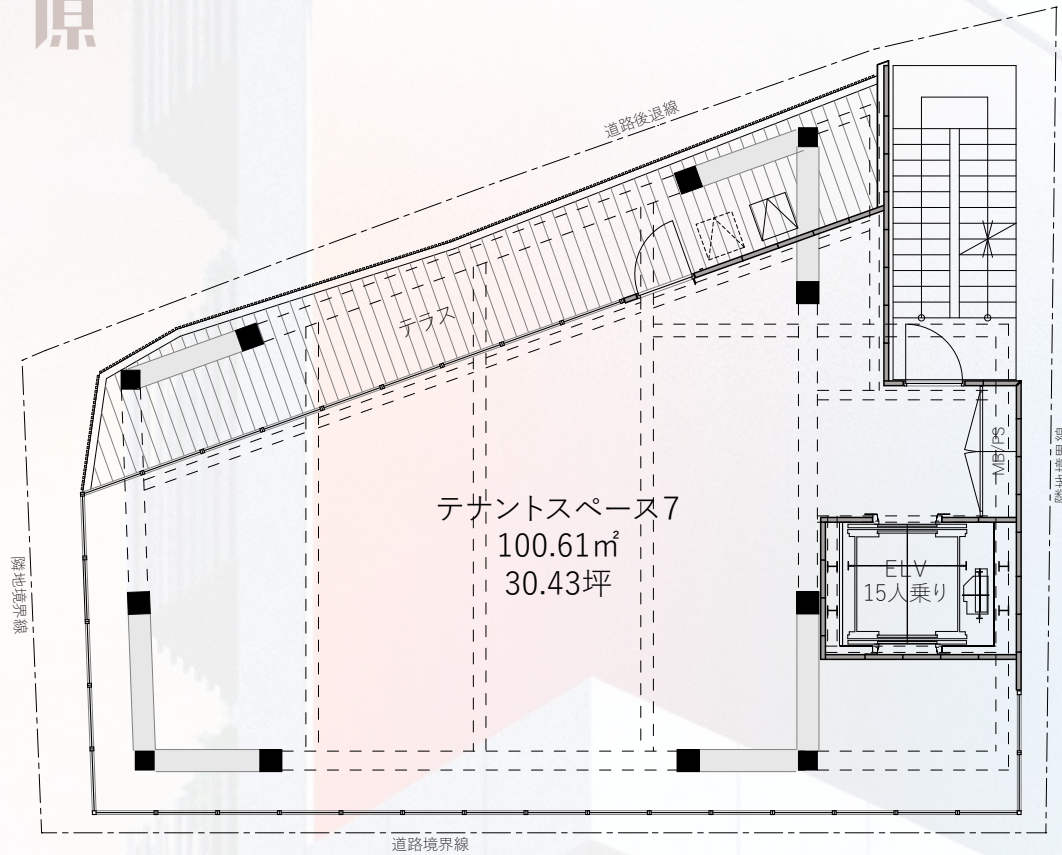 原
道路後退線
テラス
テナントスペース7
100.61㎡
30.43坪
MB/PS
ELV
15人乗り
隣地境界線
道路境界線